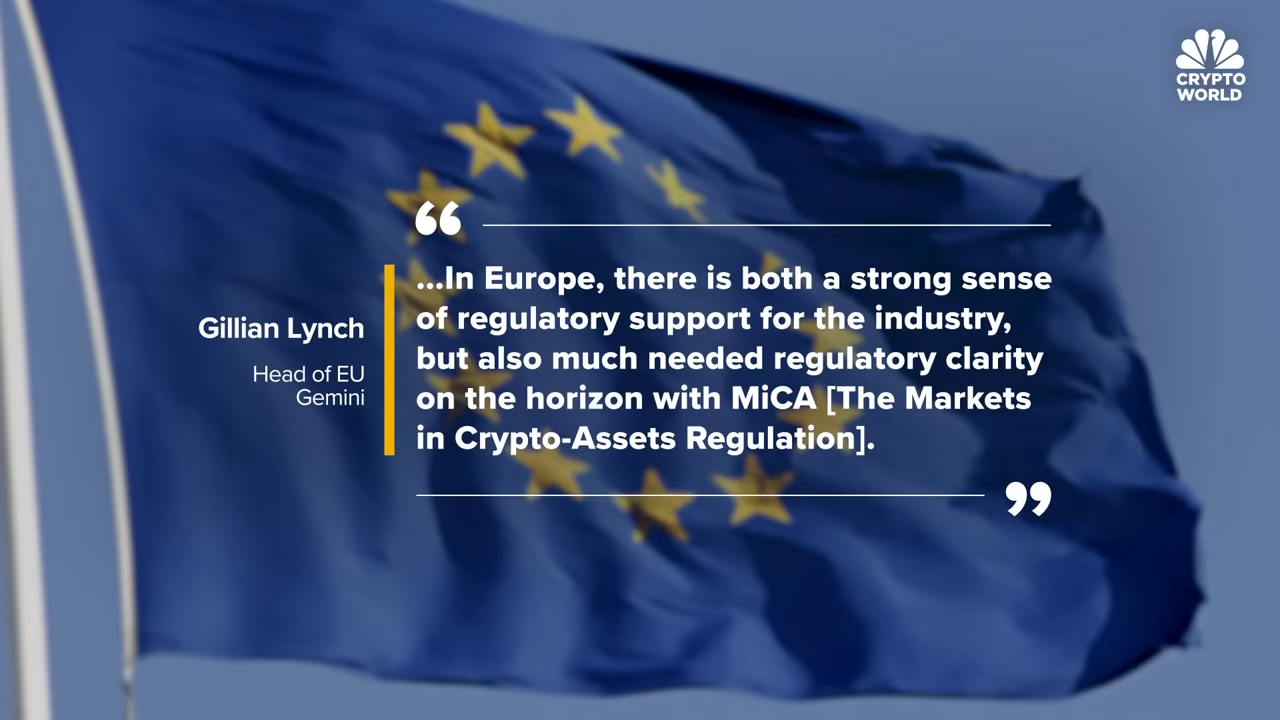 CRYPTO
WORLD
“
Gillian Lynch
Head of EU
Gemini
...In Europe, there is both a strong sense
of regulatory support for the industry,
but also much needed regulatory clarity
on the horizon with MiCA [The Markets
in Crypto-Assets Regulation].
”